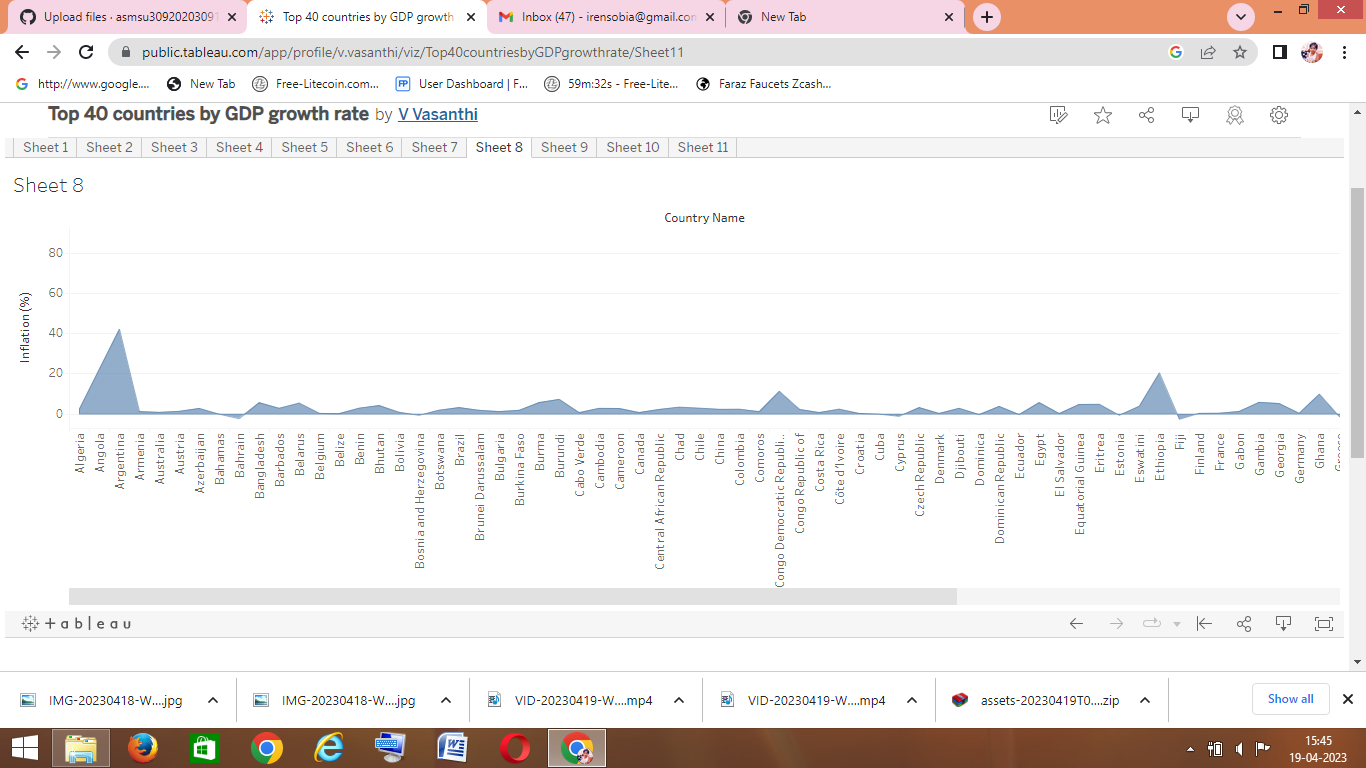 Upload files · asmsu30920203091
Top 40 countries by GDP growth
Inbox (47) - irensobia@gmail.con
New Tab
public.tableau.com/app/profile/v.vasanthi/viz/Top40countriesbyGDPgrowthrate/Sheet11
http://www.google....
New Tab
Free-Litecoin.com...
FP
User Dashboard | F...
59m:32s - Free-Lite...
Faraz Faucets Zcash...
Top 40 countries by GDP growth rate by V Vasanthi
Sheet 1 Sheet 2 Sheet 3 Sheet 4 Sheet 5 Sheet 6 Sheet 7 Sheet 8 Sheet 9 Sheet 10 Sheet 11
Sheet 8
Country Name
Inflation (%)
80
60
40
20
0
Algeria
Angola
Argentina
Armenia
Australia
Austria
Azerbaijan
Bahamas
Bahrain
Bangladesh
Barbados
Belarus
Belgium
Belize
Benin
Bhutan
Bolivia
Bosnia and Herzegovina
Botswana
Brazil
Brunei Darussalam
Bulgaria
Burkina Faso
Burma
Burundi
Cabo Verde
Cambodia
Cameroon
Canada
Central African Republic
Chad
Chile
China
Colombia
Comoros
Congo Democratic Republi..
Congo Republic of
Costa Rica
Côte d'Ivoire
Croatia
Cuba
Cyprus
Czech Republic
Denmark
Djibouti
Dominica
Dominican Republic
Ecuador
Egypt
El Salvador
Equatorial Guinea
Eritrea
Estonia
Eswatini
Ethiopia
Fiji
Finland
France
Gabon
Gambia
Georgia
Germany
Ghana
Greece
+ a b l e a u
IMG-20230418-W....jpg
IMG-20230418-W....jpg
VID-20230419-W....mp4
VID-20230419-W....mp4
assets-20230419T0....zip
Show all
15:45
19-04-2023